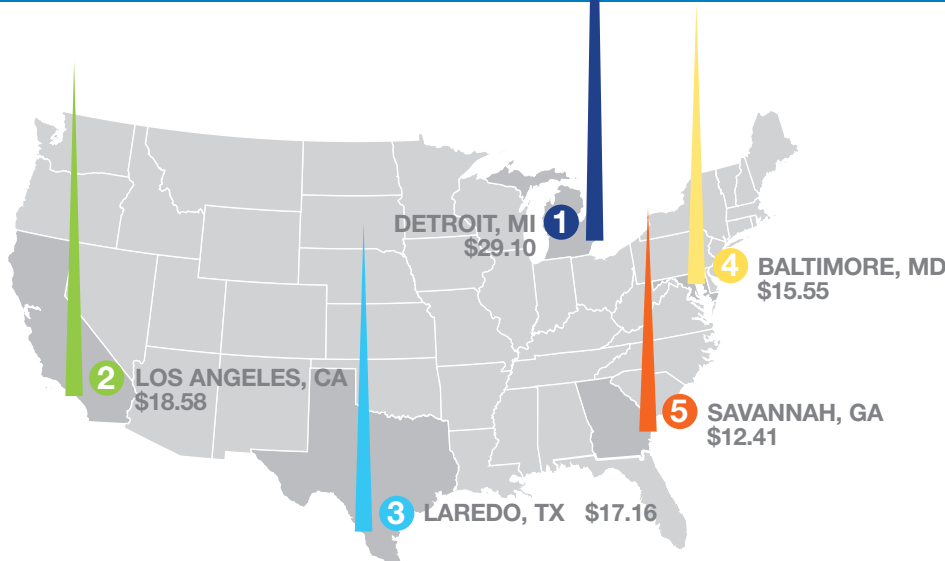 DETROIT, MI 1
$29.10
4 BALTIMORE, MD
$15.55
2 LOS ANGELES, CA
$18.58
5 SAVANNAH, GA
$12.41
3 LAREDO, TX $17.16